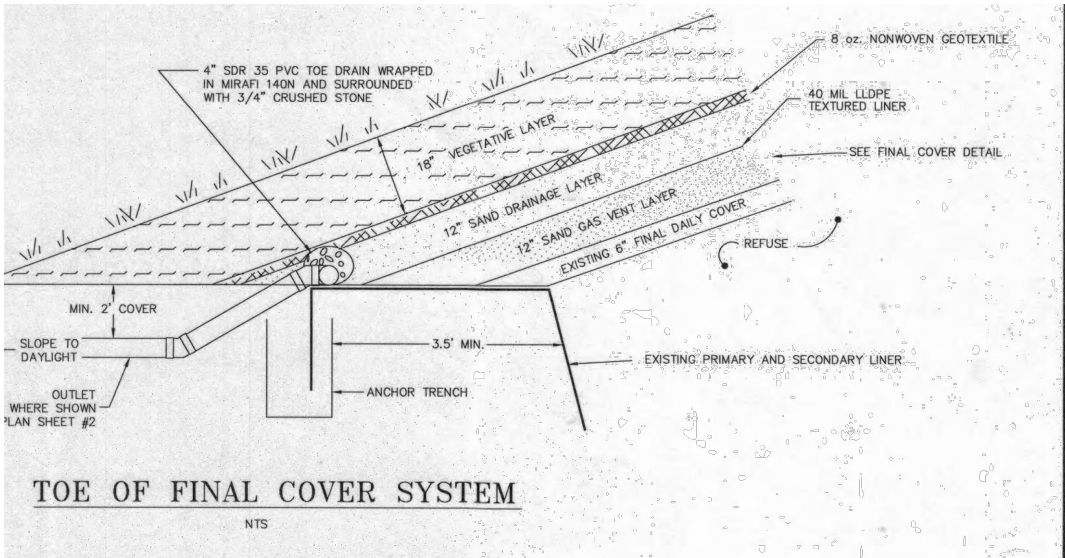 8 oz. NONWOVEN GEOTEXTILE
4" SDR 35 PVC TOE DRAIN WRAPPED
IN MIRAFI 140N AND SURROUNDED
WITH 3/4" CRUSHED STONE
40 MIL LLDPE
TEXTURED LINER
18" VEGETATIVE LAYER
SEE FINAL COVER DETAIL
12" SAND DRAINAGE LAYER
12" SAND GAS VENT LAYER
EXISTING 6" FINAL DAILY COVER
REFUSE
MIN. 2' COVER
SLOPE TO
DAYLIGHT
3.5' MIN.
EXISTING PRIMARY AND SECONDARY LINER
ANCHOR TRENCH
OUTLET
WHERE SHOWN
PLAN SHEET #2
TOE OF FINAL COVER SYSTEM
NTS